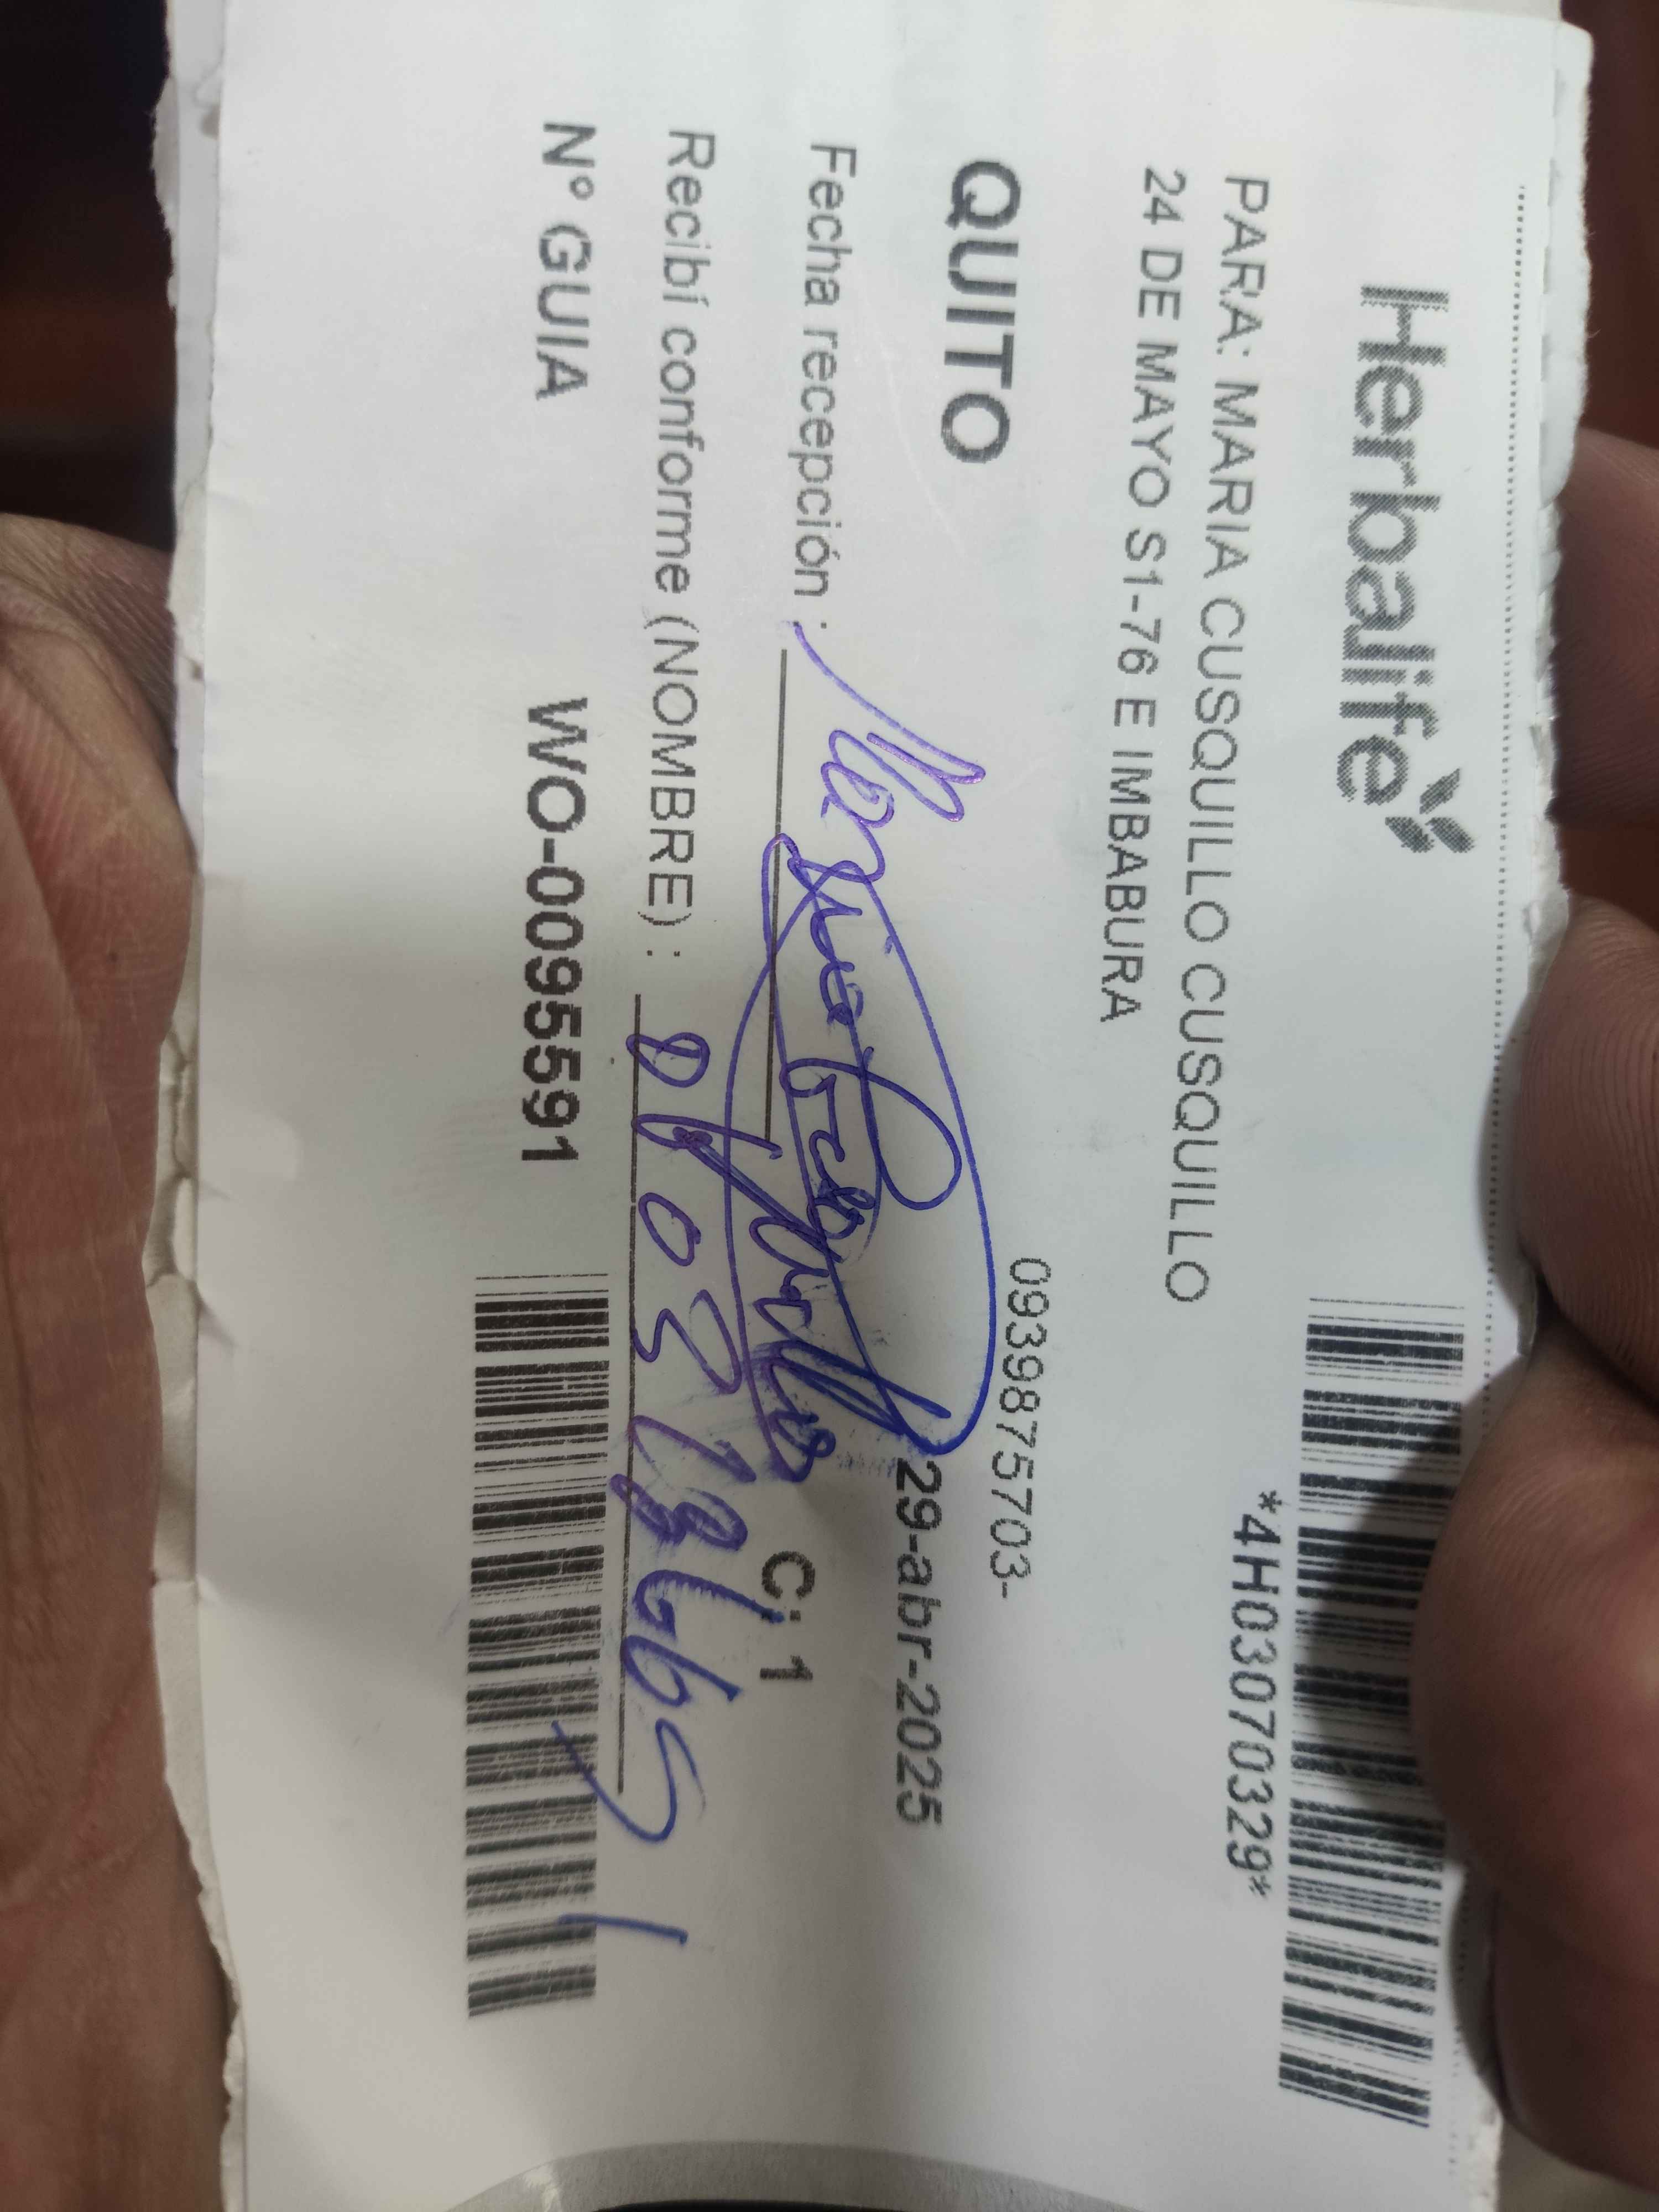 Herbalife
*4H03070329*
PARA: MARIA CUSQUILLO CUSQUILLO
24 DE MAYO S1-76 E IMBABURA
0939875703-
QUITO
29-abr-2025
Fecha recepción :
C: 1
Recibí conforme (NOMBRE) :
N° GUIA WO-0095591